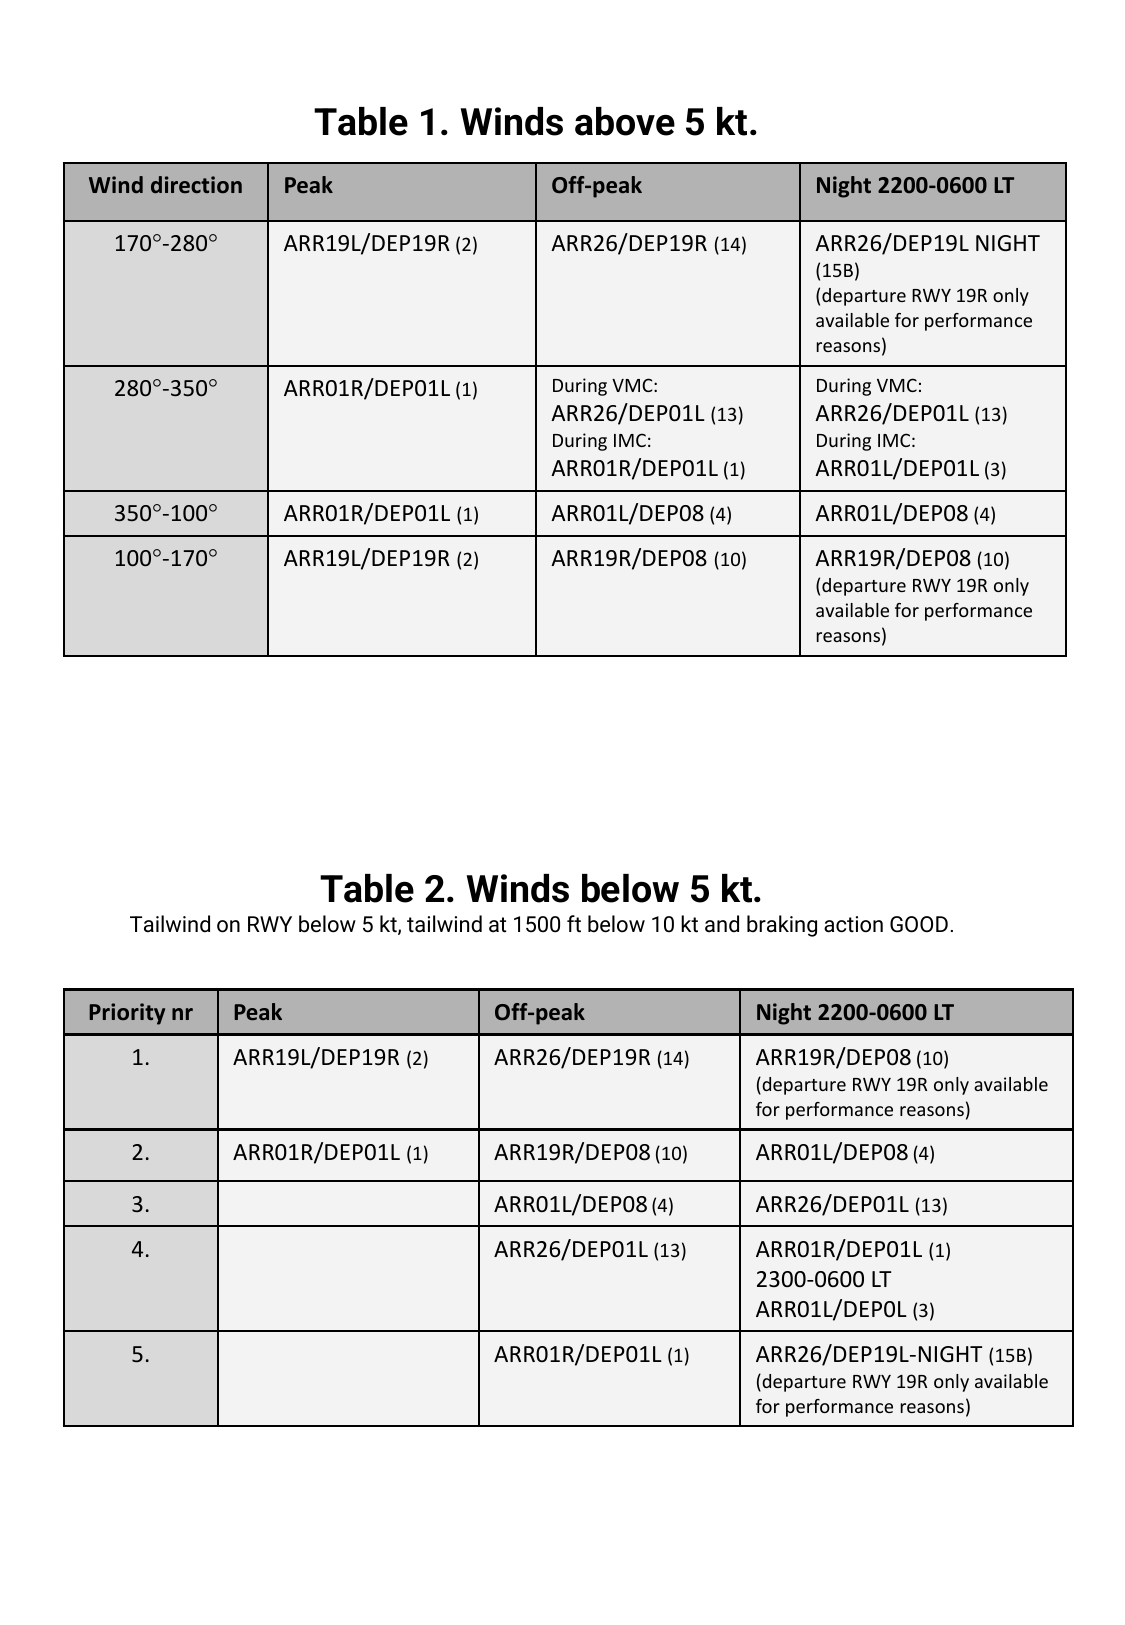 Table 1. Winds above 5 kt.
Wind direction Peak Off-peak Night 2200-0600 LT
170°-280° ARR19L/DEP19R (2) ARR26/DEP19R (14) ARR26/DEP19L NIGHT
(15B)
(departure RWY 19R only
available for performance
reasons)
280°-350° ARR01R/DEP01L (1) During VMC: During VMC:
ARR26/DEP01L (13) ARR26/DEP01L (13)
During IMC: During IMC:
ARR01R/DEP01L (1) ARR01L/DEP01L (3)
350°-100° ARR01R/DEP01L (1) ARR01L/DEP08 (4) ARR01L/DEP08 (4)
100°-170° ARR19L/DEP19R (2) ARR19R/DEP08 (10) ARR19R/DEP08 (10)
(departure RWY 19R only
available for performance
reasons)
Table 2. Winds below 5 kt.
Tailwind on RWY below 5 kt, tailwind at 1500 ft below 10 kt and braking action GOOD.
Priority nr Peak Off-peak Night 2200-0600 LT
1. ARR19L/DEP19R (2) ARR26/DEP19R (14) ARR19R/DEP08 (10)
(departure RWY 19R only available
for performance reasons)
2. ARR01R/DEP01L (1) ARR19R/DEP08 (10) ARR01L/DEP08 (4)
3. ARR01L/DEP08 (4) ARR26/DEP01L (13)
4. ARR26/DEP01L (13) ARR01R/DEP01L (1)
2300-0600 LT
ARR01L/DEP0L (3)
5. ARR01R/DEP01L (1) ARR26/DEP19L-NIGHT (15B)
(departure RWY 19R only available
for performance reasons)